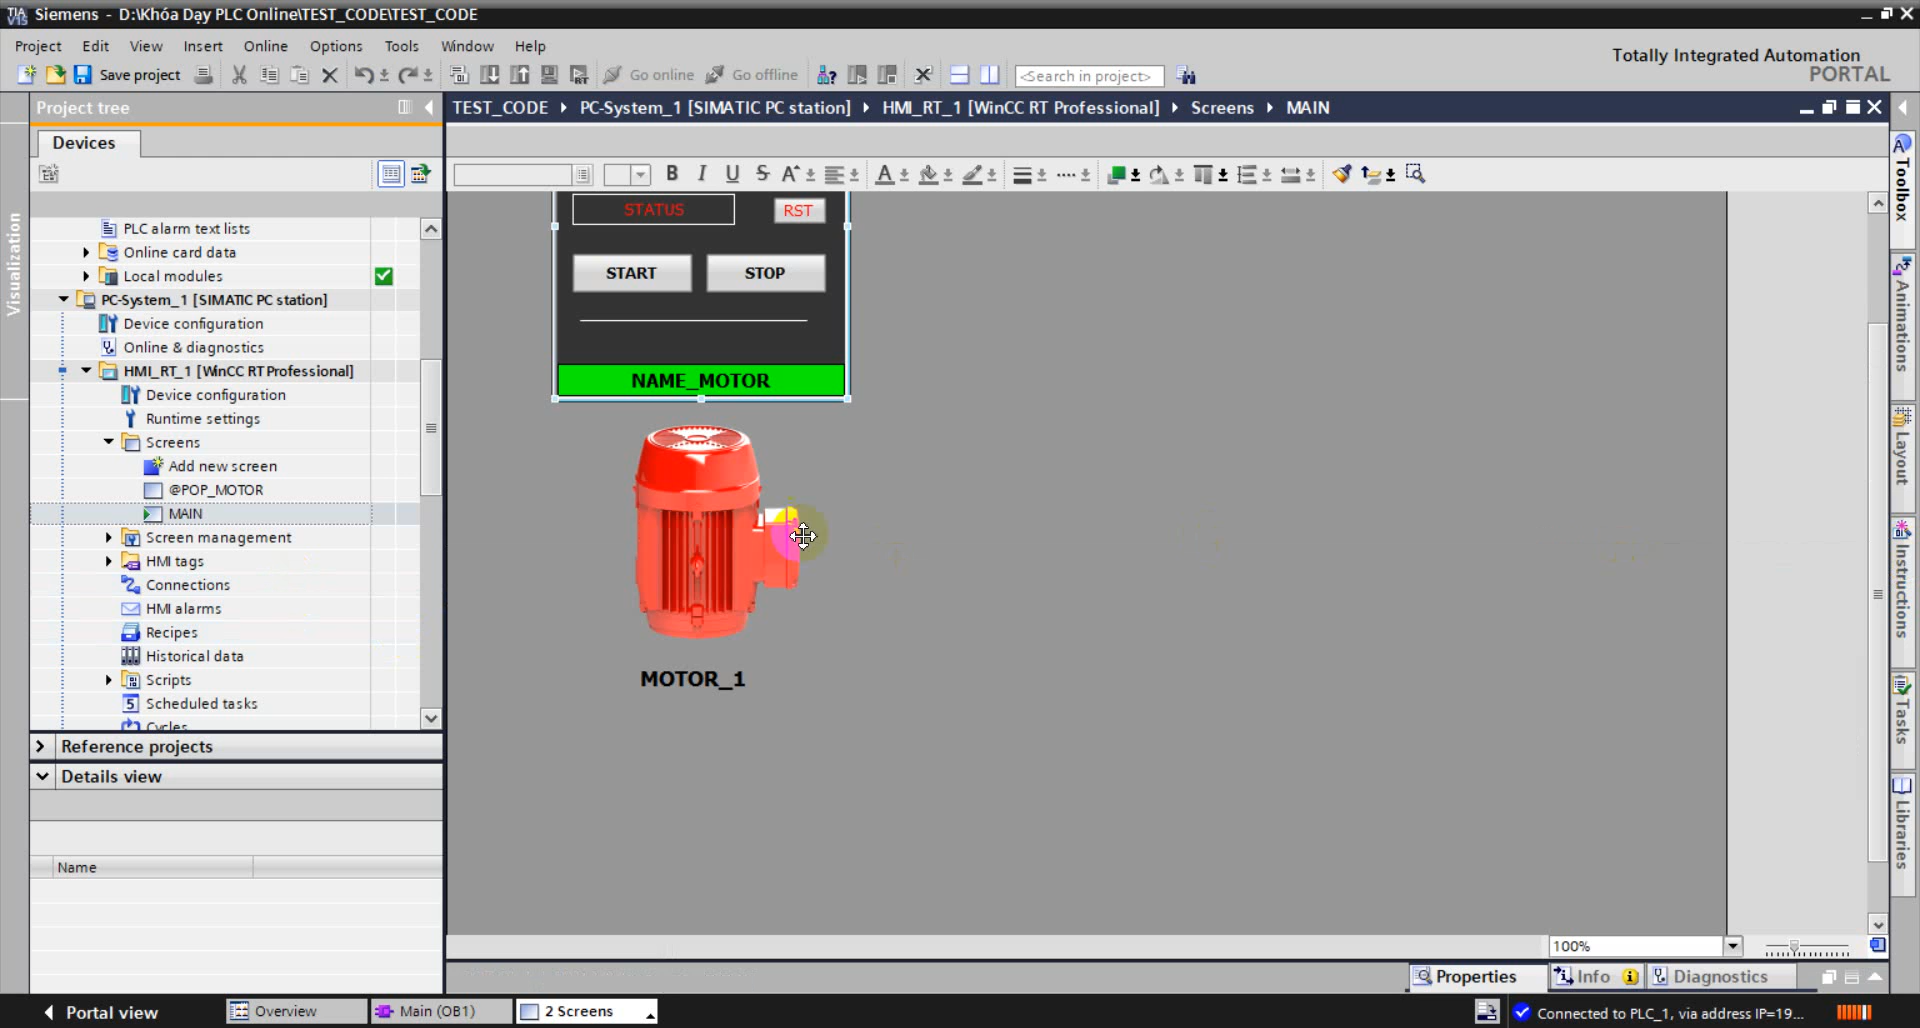 Siemens - D:\Khóa Dạy PLC Online\TEST_CODE\TEST_CODE
Project Edit View Insert Online Options Tools Window Help
Totally Integrated Automation
PORTAL
Save project
Go online
Go offline
<Search in project>
Project tree
TEST_CODE PC-System_1 [SIMATIC PC station] HMI_RT_1 [WinCC RT Professional] Screens MAIN
Devices
Visualization
B I U S A A
PLC alarm text lists
Online card data
Local modules
PC-System_1 [SIMATIC PC station]
Device configuration
Online & diagnostics
HMI_RT_1 [WinCC RT Professional]
Device configuration
Runtime settings
Screens
Add new screen
@POP_MOTOR
MAIN
Screen management
HMI tags
Connections
HMI alarms
Recipes
Historical data
Scripts
Scheduled tasks
Cycles
Reference projects
Details view
Name
STATUS
RST
START
STOP
NAME_MOTOR
MOTOR_1
Toolbox
Animations
Layout
Instructions
Tasks
Libraries
100%
Properties
Info
Diagnostics
Portal view
Overview
Main (OB1)
2 Screens
Connected to PLC_1, via address IP=19...